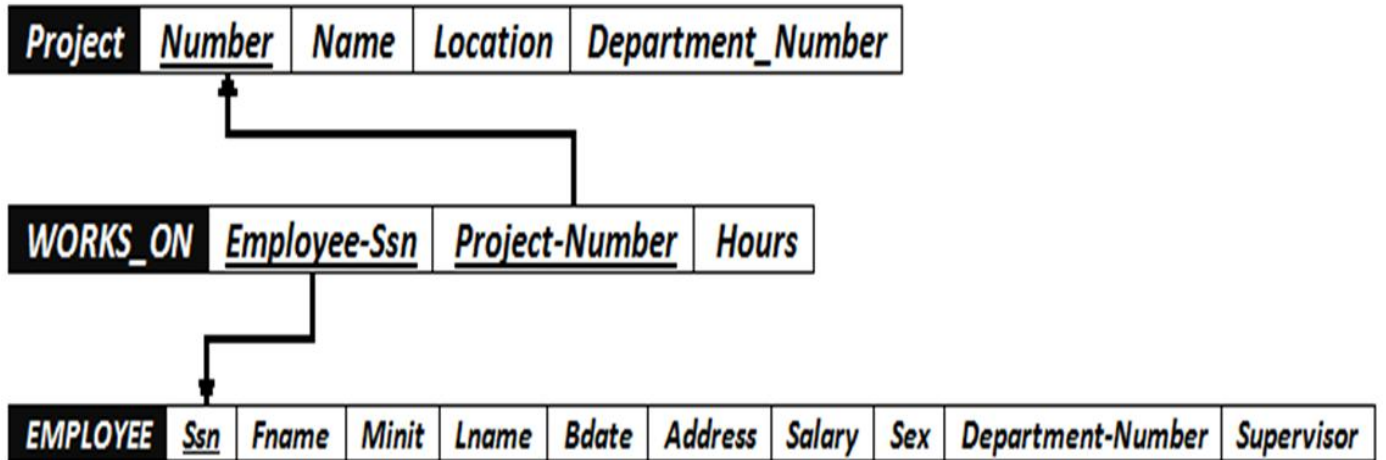 Project Number Name Location Department_Number
WORKS_ON Employee-Ssn Project-Number Hours
EMPLOYEE Ssn Fname Minit Lname Bdate Address Salary Sex Department-Number Supervisor